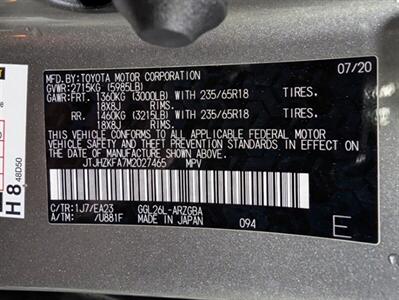 MFD. BY: TOYOTA MOTOR CORPORATION 07/20
GVWR: 2715KG (5985LB)
GAWR: FRT. 1360KG (3000LB) WITH 235/65R18 TIRES.
18X8J RIMS.
RR. 1460KG (3215LB) WITH 235/65R18 TIRES.
18X8J RIMS.
THIS VEHICLE CONFORMS TO ALL APPLICABLE FEDERAL MOTOR
VEHICLE SAFETY AND THEFT PREVENTION STANDARDS IN EFFECT
ON THE DATE OF MANUFACTURE SHOWN ABOVE.
JTJHZKFA7M2027465 MPV
C/TR: 1J7/EA23 GGL26L-ARZGBA
A/TM: /U881F MADE IN JAPAN 094 E
H8
48D50